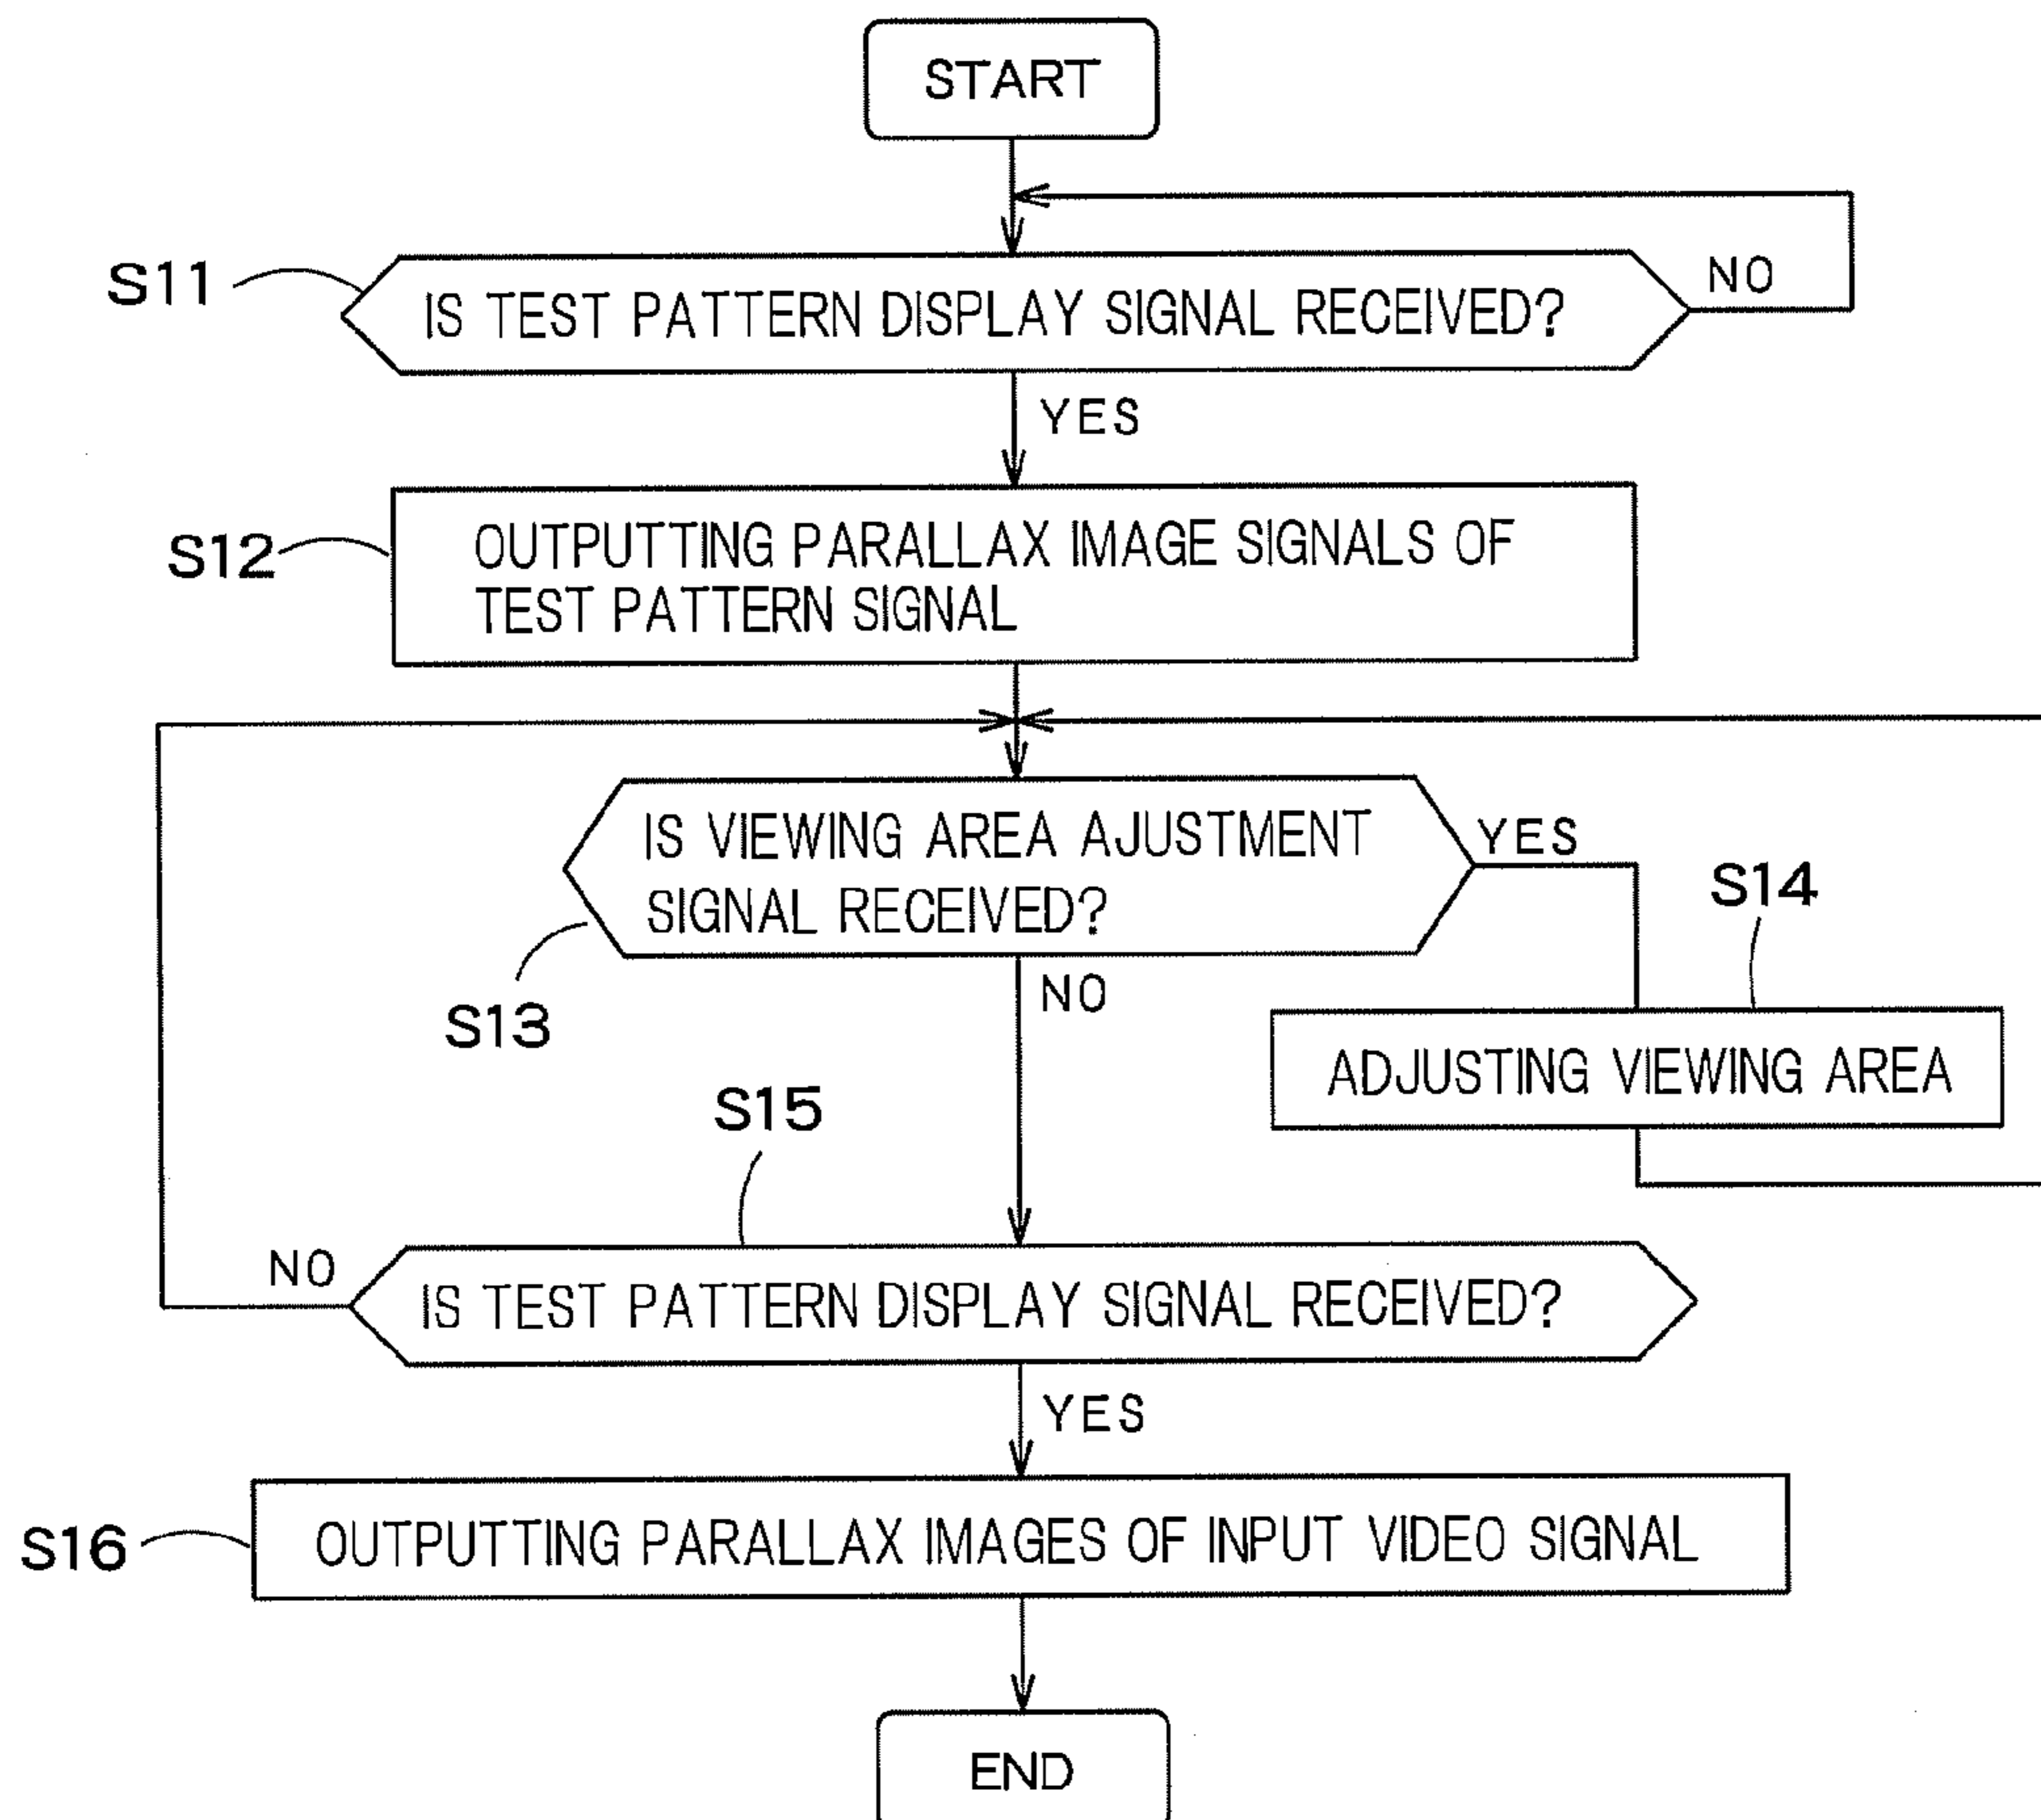 START
S11
IS TEST PATTERN DISPLAY SIGNAL RECEIVED?
NO
YES
S12
OUTPUTTING PARALLAX IMAGE SIGNALS OF
TEST PATTERN SIGNAL
IS VIEWING AREA AJUSTMENT
SIGNAL RECEIVED?
YES
S14
S13
NO
ADJUSTING VIEWING AREA
S15
NO
IS TEST PATTERN DISPLAY SIGNAL RECEIVED?
YES
S16
OUTPUTTING PARALLAX IMAGES OF INPUT VIDEO SIGNAL
END